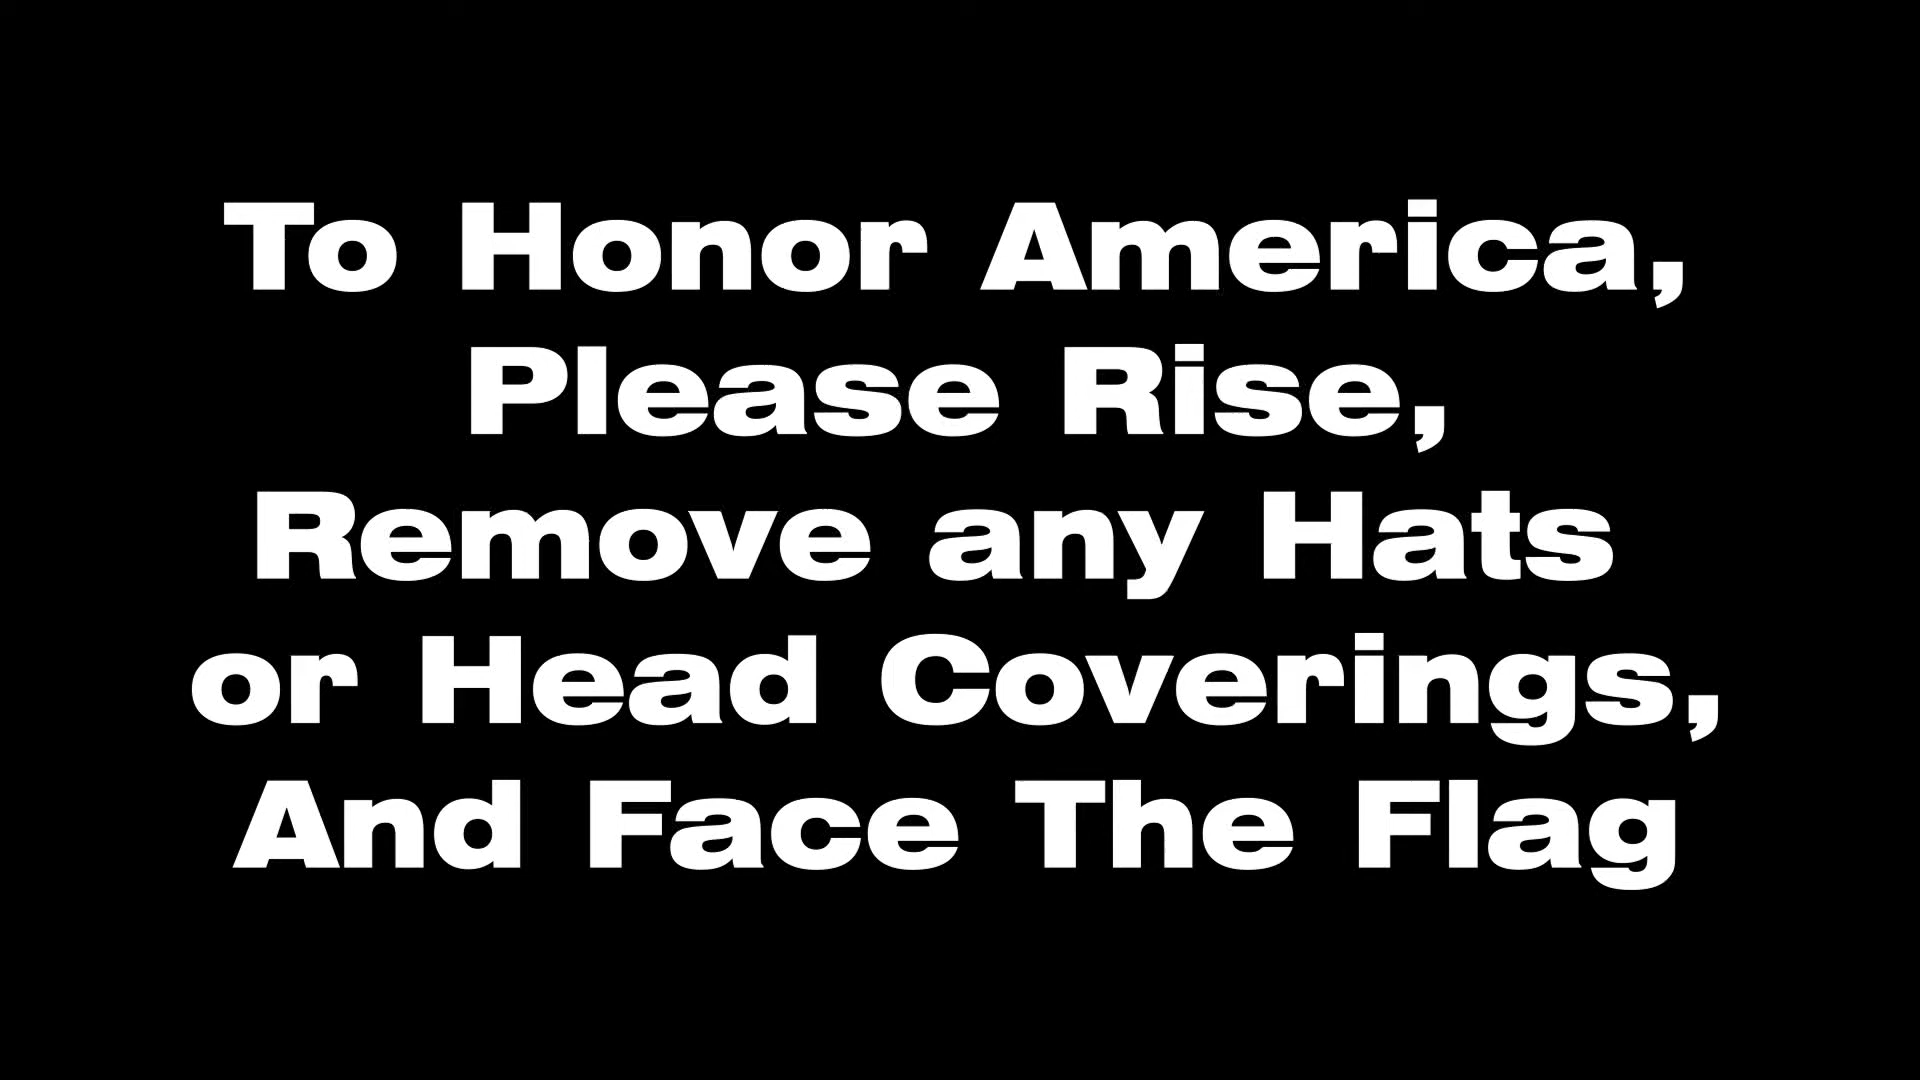 To Honor America,
Please Rise,
Remove any Hats
or Head Coverings,
And Face The Flag